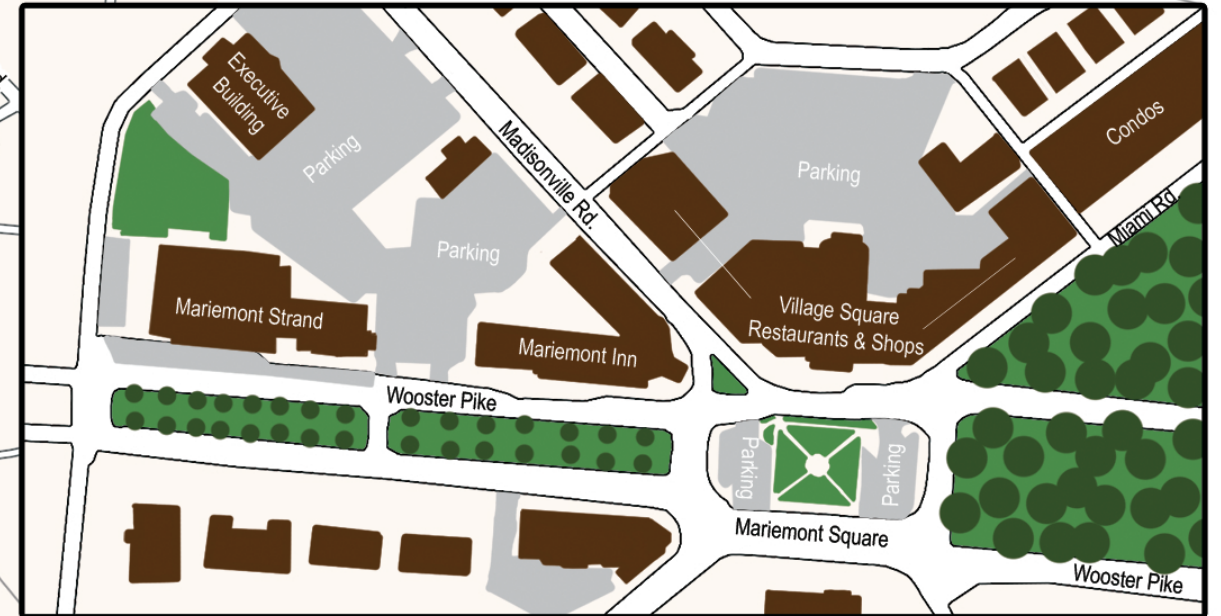 Executive
Building
Parking
Madisonville Rd.
Parking
Condos
Miami Rd.
Parking
Mariemont Strand
Mariemont Inn
Village Square
Restaurants & Shops
Wooster Pike
Parking
Parking
Mariemont Square
Wooster Pike